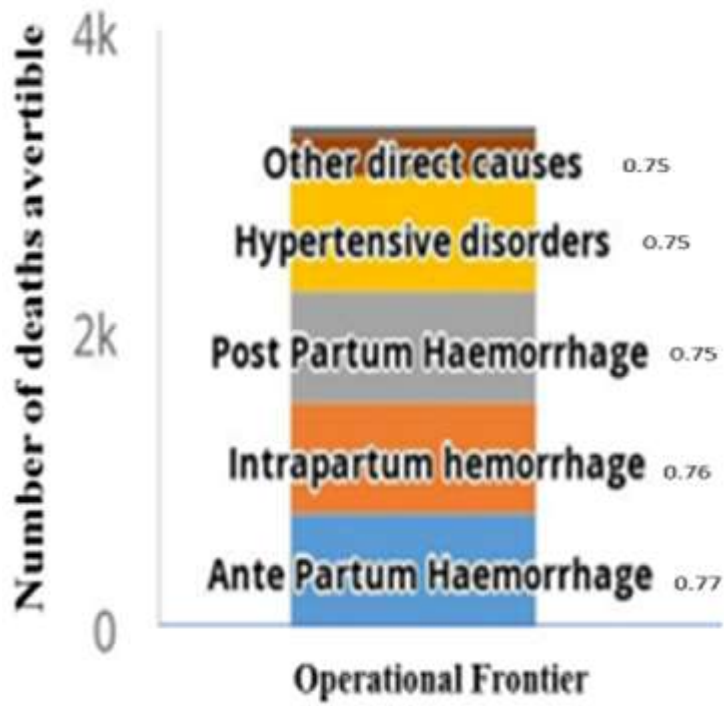 Number of deaths avertible
4k
2k
0
Other direct causes 0.75
Hypertensive disorders 0.75
Post Partum Haemorrhage 0.75
Intrapartum hemorrhage 0.76
Ante Partum Haemorrhage 0.77
Operational Frontier